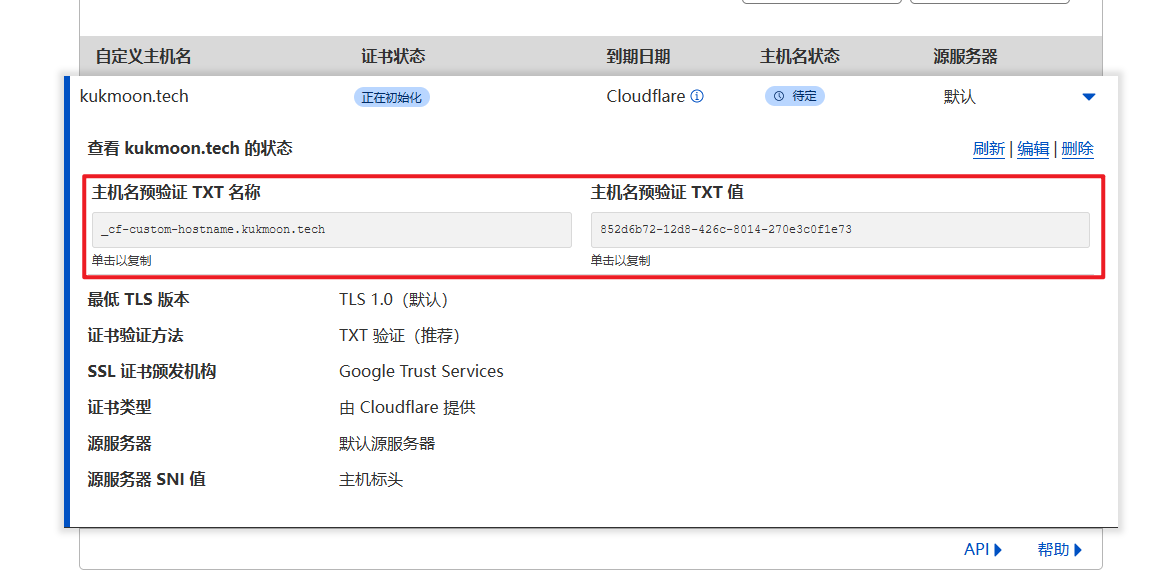 自定义主机名 证书状态 到期日期 主机名状态 源服务器
kukmoon.tech 正在初始化 Cloudflare 待定 默认
查看 kukmoon.tech 的状态 刷新 | 编辑 | 删除
主机名预验证 TXT 名称 主机名预验证 TXT 值
_cf-custom-hostname.kukmoon.tech 852d6b72-12d8-426c-8014-270e3c0f1e73
单击以复制 单击以复制
最低 TLS 版本 TLS 1.0（默认）
证书验证方法 TXT 验证（推荐）
SSL 证书颁发机构 Google Trust Services
证书类型 由 Cloudflare 提供
源服务器 默认源服务器
源服务器 SNI 值 主机标头
API 帮助